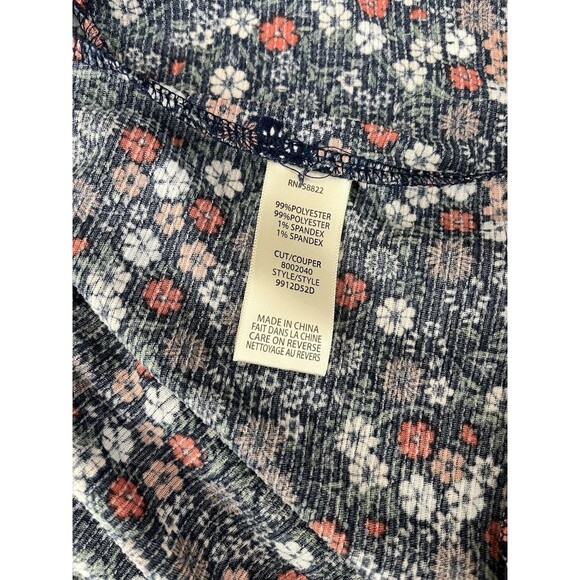 RN#58822
99%POLYESTER
99%POLYESTER
1% SPANDEX
1% SPANDEX
CUT/COUPER
8002040
STYLE/STYLE
9912D52D
MADE IN CHINA
FAIT DANS LA CHINE
CARE ON REVERSE
NETTOYAGE AU REVERS